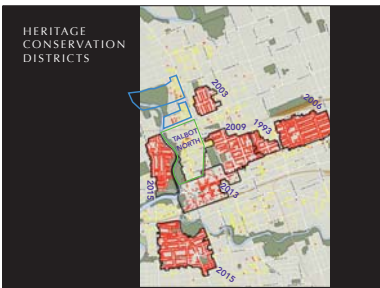 HERITAGE
CONSERVATION
DISTRICTS
2003
2006
1993
2009
TALBOT
NORTH
2015
2013
2015